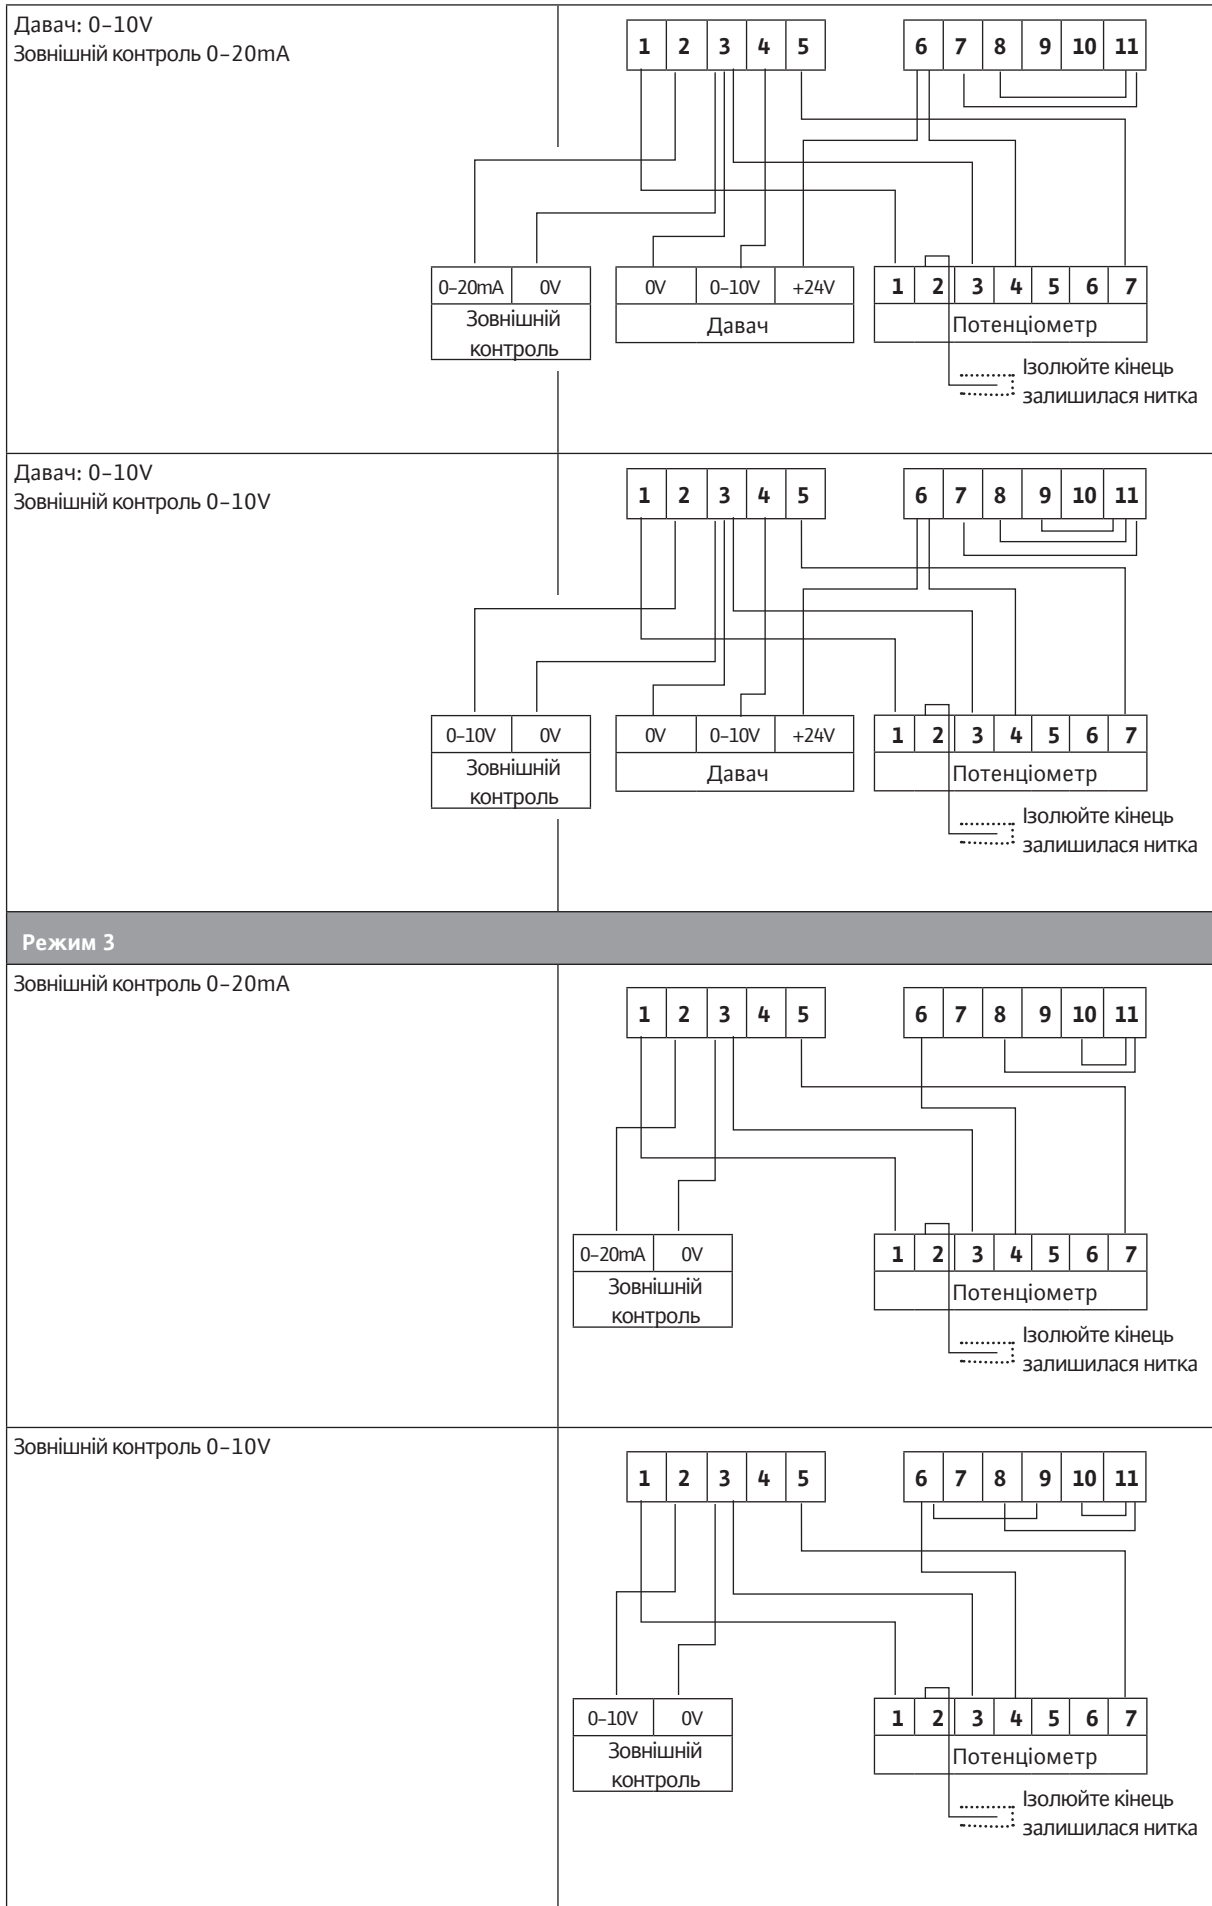 Давач: 0–10V
Зовнішній контроль 0–20mA
1 2 3 4 5 6 7 8 9 10 11
0–20mA 0V 0V 0–10V +24V 1 2 3 4 5 6 7
Зовнішній
контроль
Давач
Потенціометр
Ізолюйте кінець
залишилася нитка
Давач: 0–10V
Зовнішній контроль 0–10V
1 2 3 4 5 6 7 8 9 10 11
0–10V 0V 0V 0–10V +24V 1 2 3 4 5 6 7
Зовнішній
контроль
Давач
Потенціометр
Ізолюйте кінець
залишилася нитка
Режим 3
Зовнішній контроль 0–20mA
1 2 3 4 5 6 7 8 9 10 11
0–20mA 0V 1 2 3 4 5 6 7
Зовнішній
контроль
Потенціометр
Ізолюйте кінець
залишилася нитка
Зовнішній контроль 0–10V
1 2 3 4 5 6 7 8 9 10 11
0–10V 0V 1 2 3 4 5 6 7
Зовнішній
контроль
Потенціометр
Ізолюйте кінець
залишилася нитка